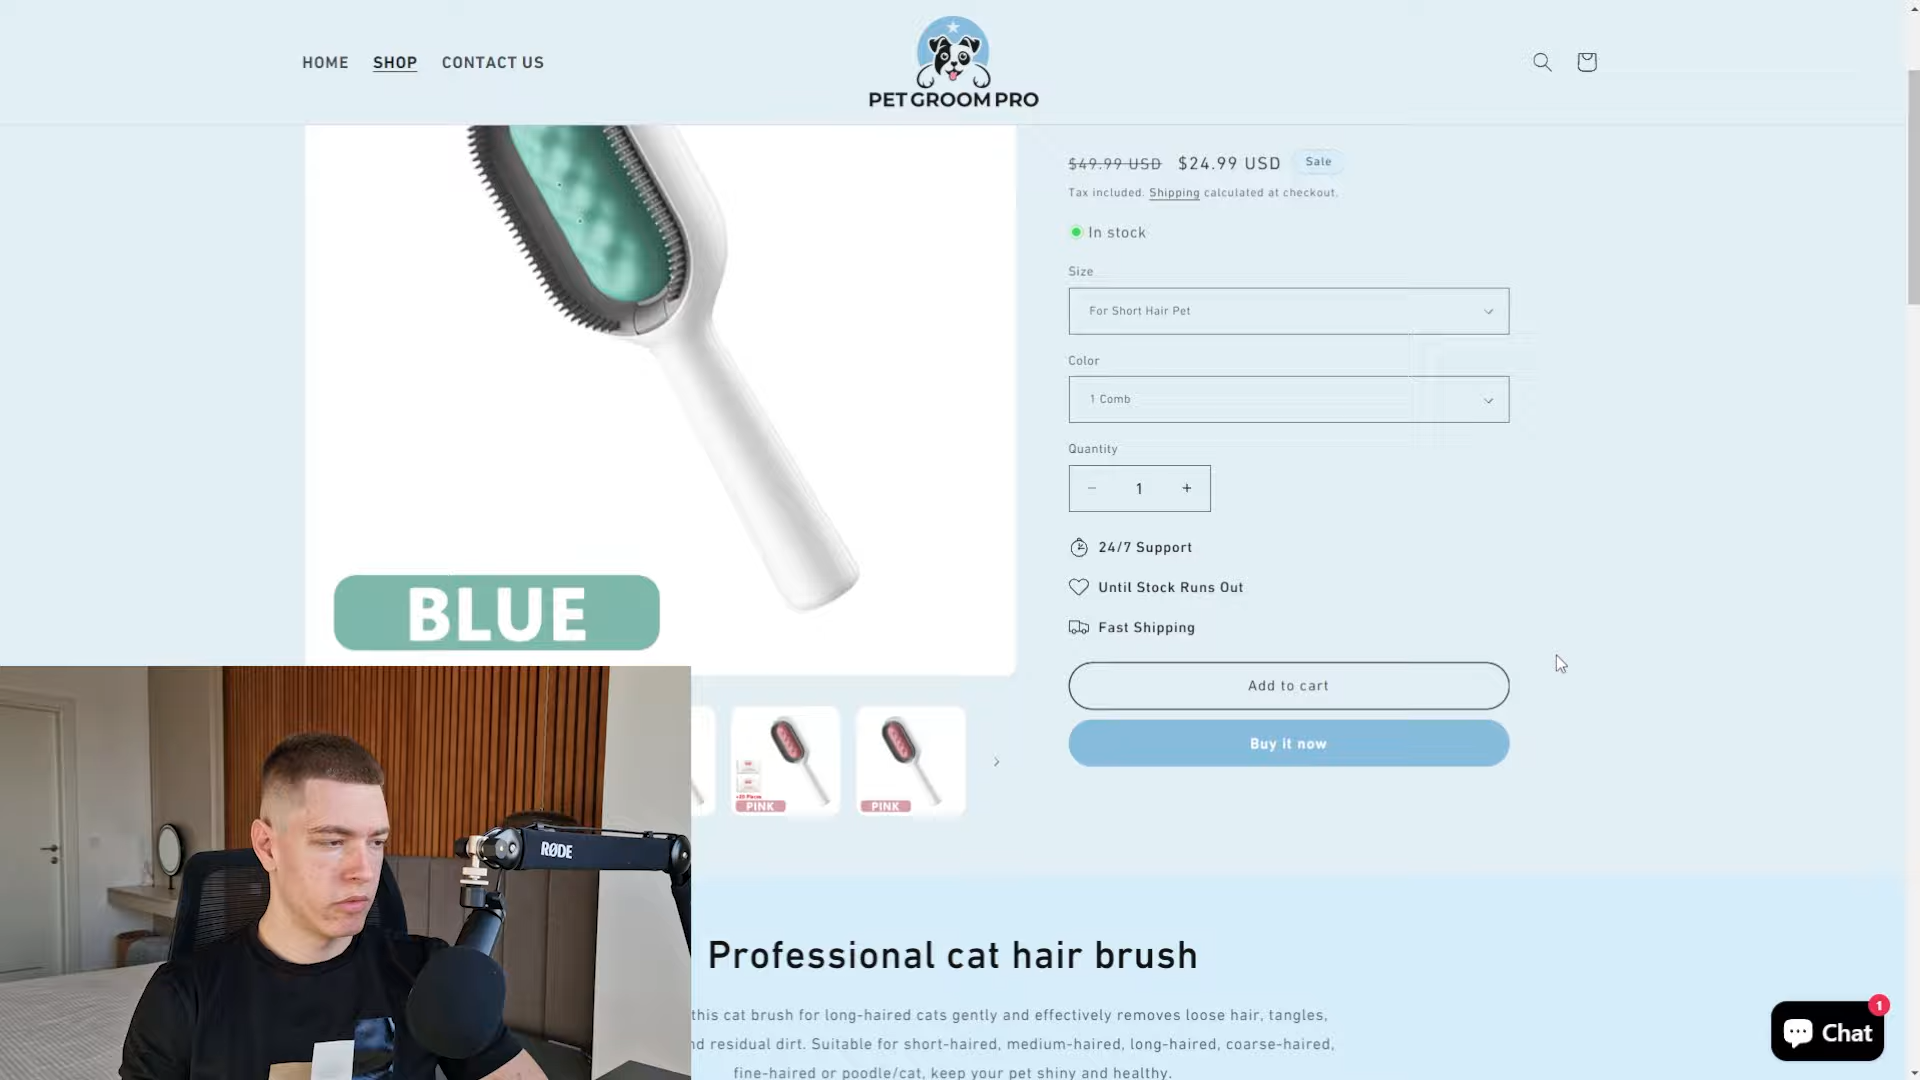 HOME
SHOP
CONTACT US
PET GROOM PRO
$49.99 USD $24.99 USD Sale
Tax included. Shipping calculated at checkout.
In stock
Size
For Short Hair Pet
Color
1 Comb
Quantity
1
24/7 Support
Until Stock Runs Out
Fast Shipping
Add to cart
Buy it now
BLUE
PINK
PINK
RØDE
Professional cat hair brush
this cat brush for long-haired cats gently and effectively removes loose hair, tangles,
residual dirt. Suitable for short-haired, medium-haired, long-haired, coarse-haired,
fine-haired or poodle/cat, keep your pet shiny and healthy.
1
Chat